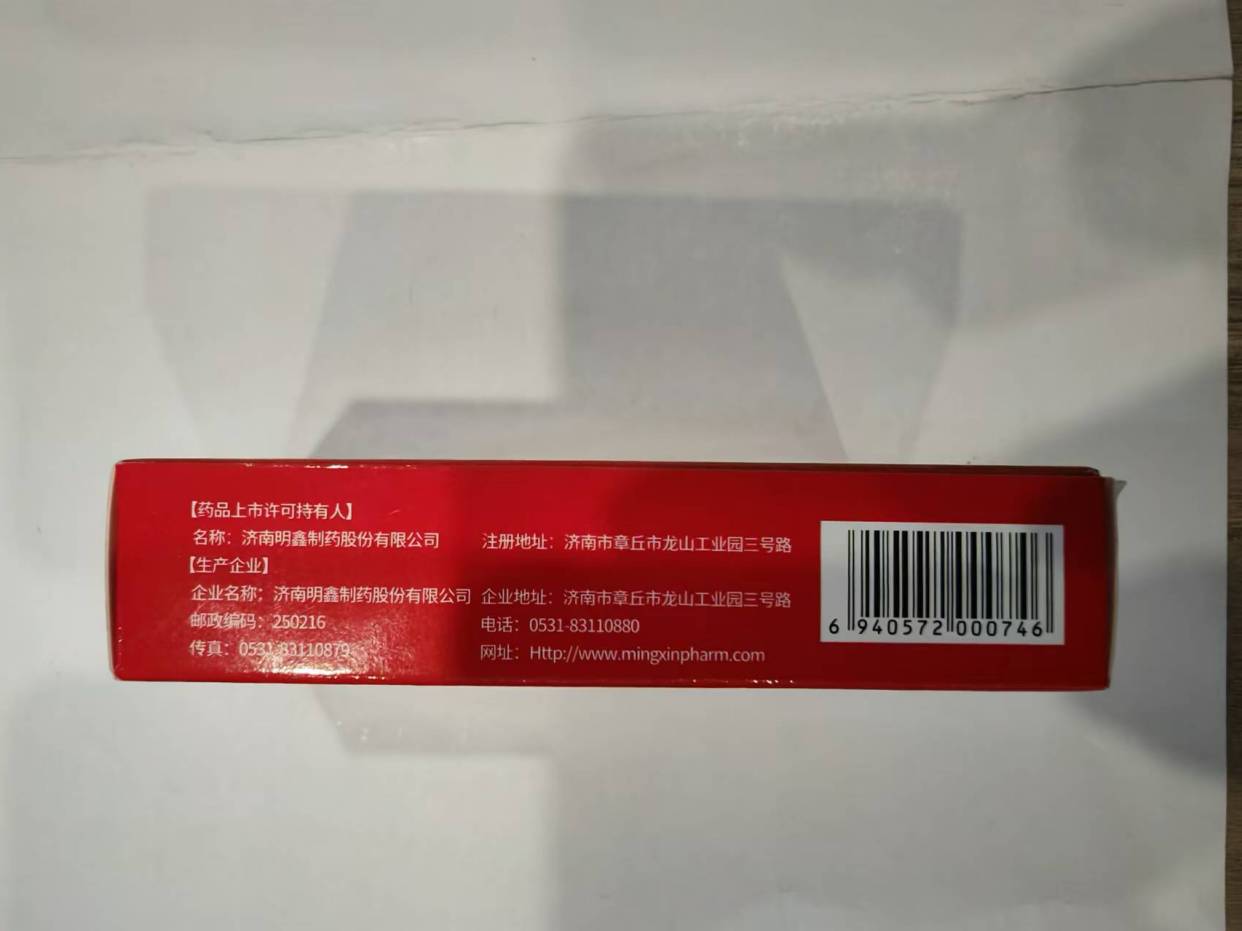 【药品上市许可持有人】
名称：济南明鑫制药股份有限公司 注册地址：济南市章丘市龙山工业园三号路
【生产企业】
企业名称：济南明鑫制药股份有限公司 企业地址：济南市章丘市龙山工业园三号路
邮政编码：250216 电话：0531-83110880
传真：0531-83110879 网址：Http://www.mingxinpharm.com
6 940572 000746